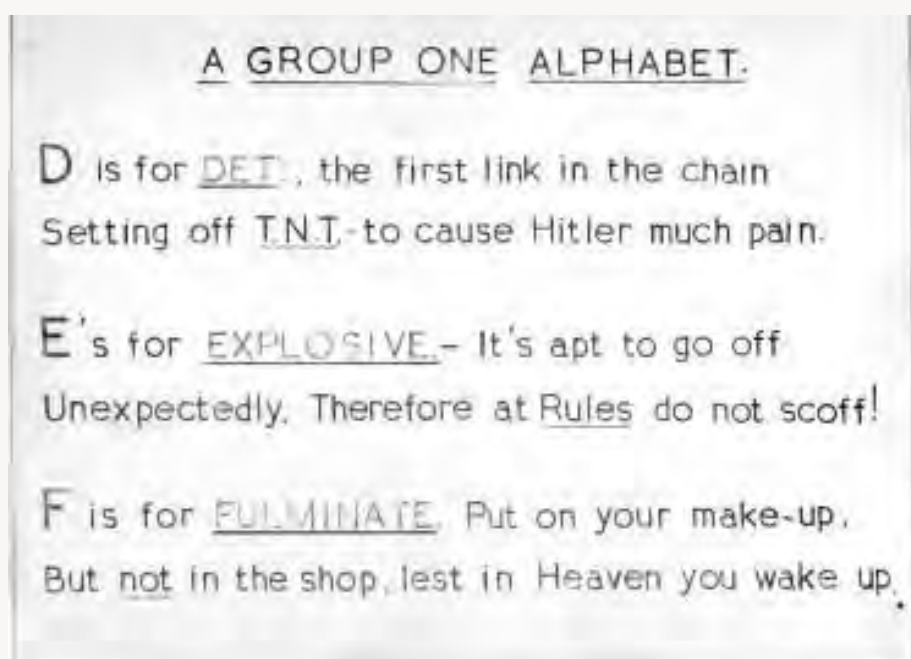 A GROUP ONE ALPHABET.
D is for DET., the first link in the chain
Setting off T.N.T.-to cause Hitler much pain.
E's for EXPLOSIVE.- It's apt to go off
Unexpectedly. Therefore at Rules do not scoff!
F is for FULMINATE. Put on your make-up,
But not in the shop, lest in Heaven you wake up.